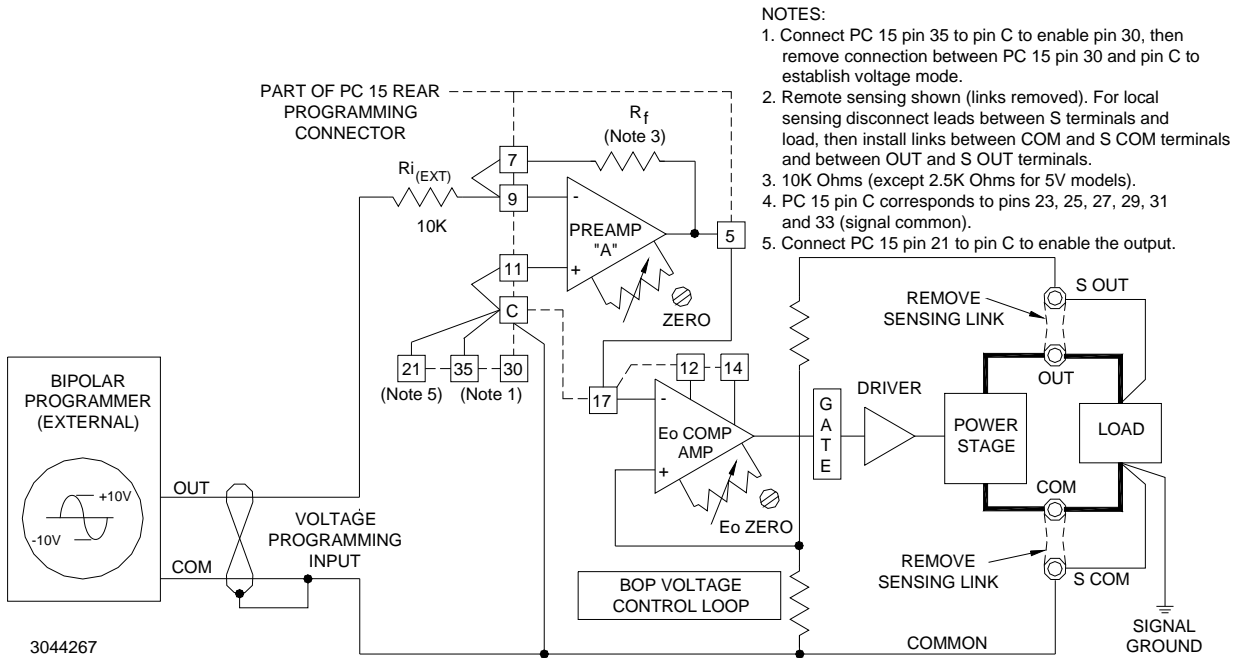 NOTES:
1. Connect PC 15 pin 35 to pin C to enable pin 30, then
remove connection between PC 15 pin 30 and pin C to
establish voltage mode.
2. Remote sensing shown (links removed). For local
sensing disconnect leads between S terminals and
load, then install links between COM and S COM terminals
and between OUT and S OUT terminals.
3. 10K Ohms (except 2.5K Ohms for 5V models).
4. PC 15 pin C corresponds to pins 23, 25, 27, 29, 31
and 33 (signal common).
5. Connect PC 15 pin 21 to pin C to enable the output.
PART OF PC 15 REAR
PROGRAMMING
CONNECTOR
Rf
(Note 3)
7
Ri(EXT)
10K
9
-
PREAMP
"A"
5
11
+
C
ZERO
21
35
30
(Note 5)
(Note 1)
12
14
17
-
Eo COMP
AMP
+
Eo ZERO
GATE
DRIVER
POWER
STAGE
LOAD
S OUT
REMOVE
SENSING LINK
OUT
COM
REMOVE
SENSING LINK
S COM
BIPOLAR
PROGRAMMER
(EXTERNAL)
+10V
-10V
OUT
COM
VOLTAGE
PROGRAMMING
INPUT
BOP VOLTAGE
CONTROL LOOP
COMMON
SIGNAL
GROUND
3044267